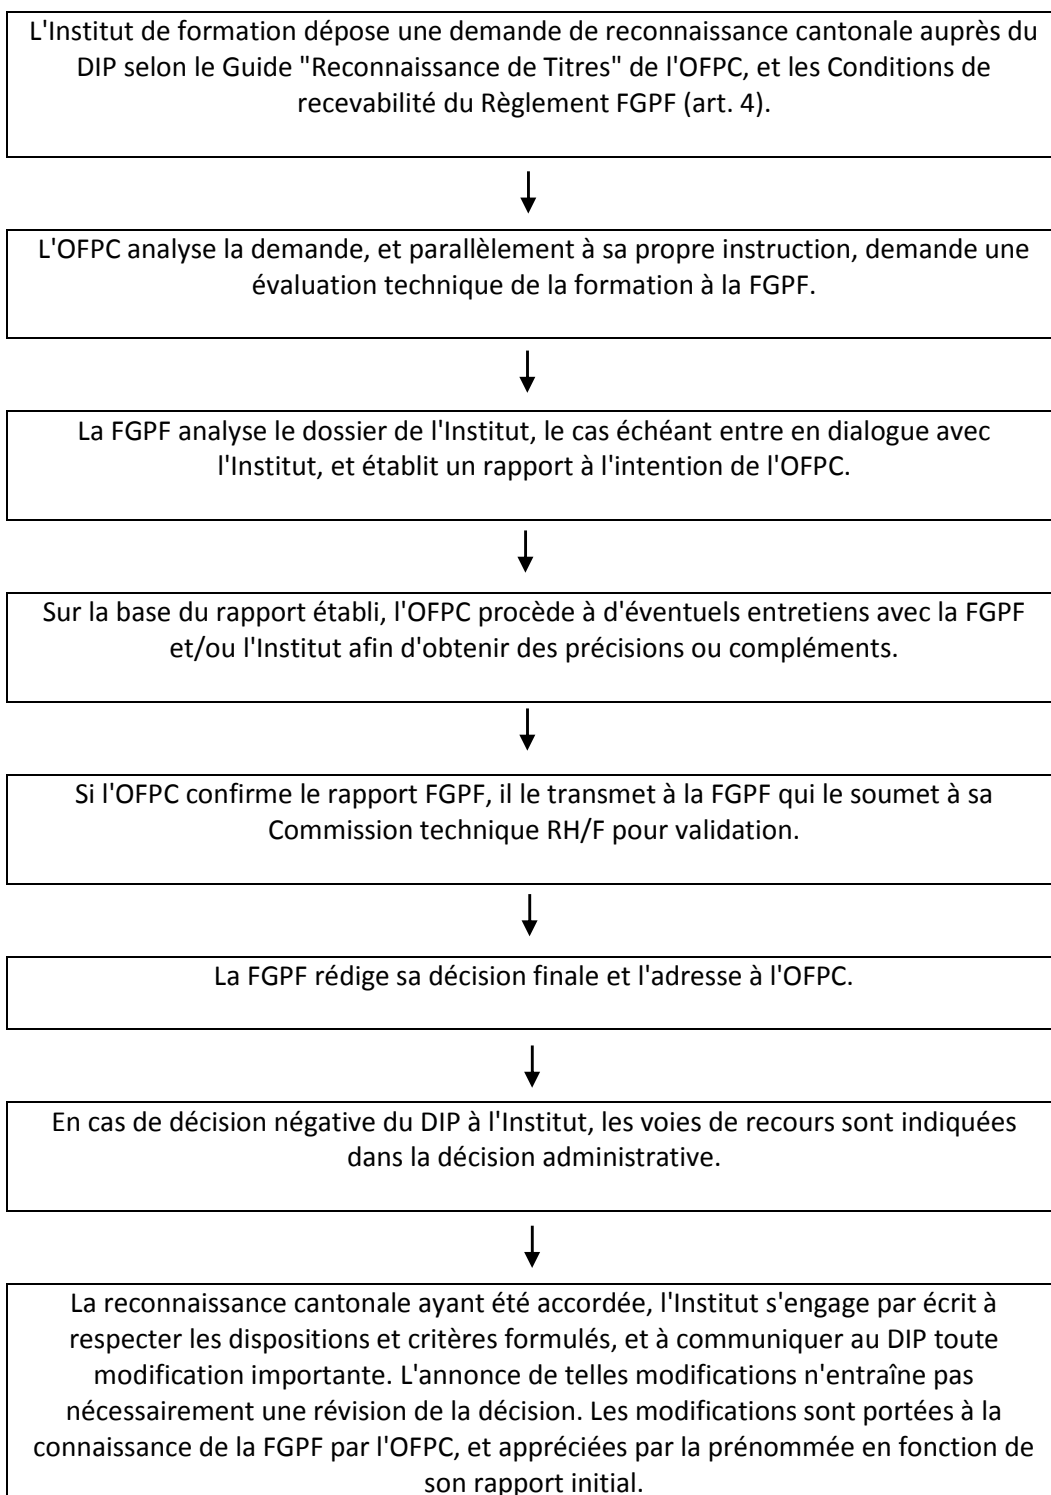 L'Institut de formation dépose une demande de reconnaissance cantonale auprès du
DIP selon le Guide "Reconnaissance de Titres" de l'OFPC, et les Conditions de
recevabilité du Règlement FGPF (art. 4).
L'OFPC analyse la demande, et parallèlement à sa propre instruction, demande une
évaluation technique de la formation à la FGPF.
La FGPF analyse le dossier de l'Institut, le cas échéant entre en dialogue avec
l'Institut, et établit un rapport à l'intention de l'OFPC.
Sur la base du rapport établi, l'OFPC procède à d'éventuels entretiens avec la FGPF
et/ou l'Institut afin d'obtenir des précisions ou compléments.
Si l'OFPC confirme le rapport FGPF, il le transmet à la FGPF qui le soumet à sa
Commission technique RH/F pour validation.
La FGPF rédige sa décision finale et l'adresse à l'OFPC.
En cas de décision négative du DIP à l'Institut, les voies de recours sont indiquées
dans la décision administrative.
La reconnaissance cantonale ayant été accordée, l'Institut s'engage par écrit à
respecter les dispositions et critères formulés, et à communiquer au DIP toute
modification importante. L'annonce de telles modifications n'entraîne pas
nécessairement une révision de la décision. Les modifications sont portées à la
connaissance de la FGPF par l'OFPC, et appréciées par la prénommée en fonction de
son rapport initial.